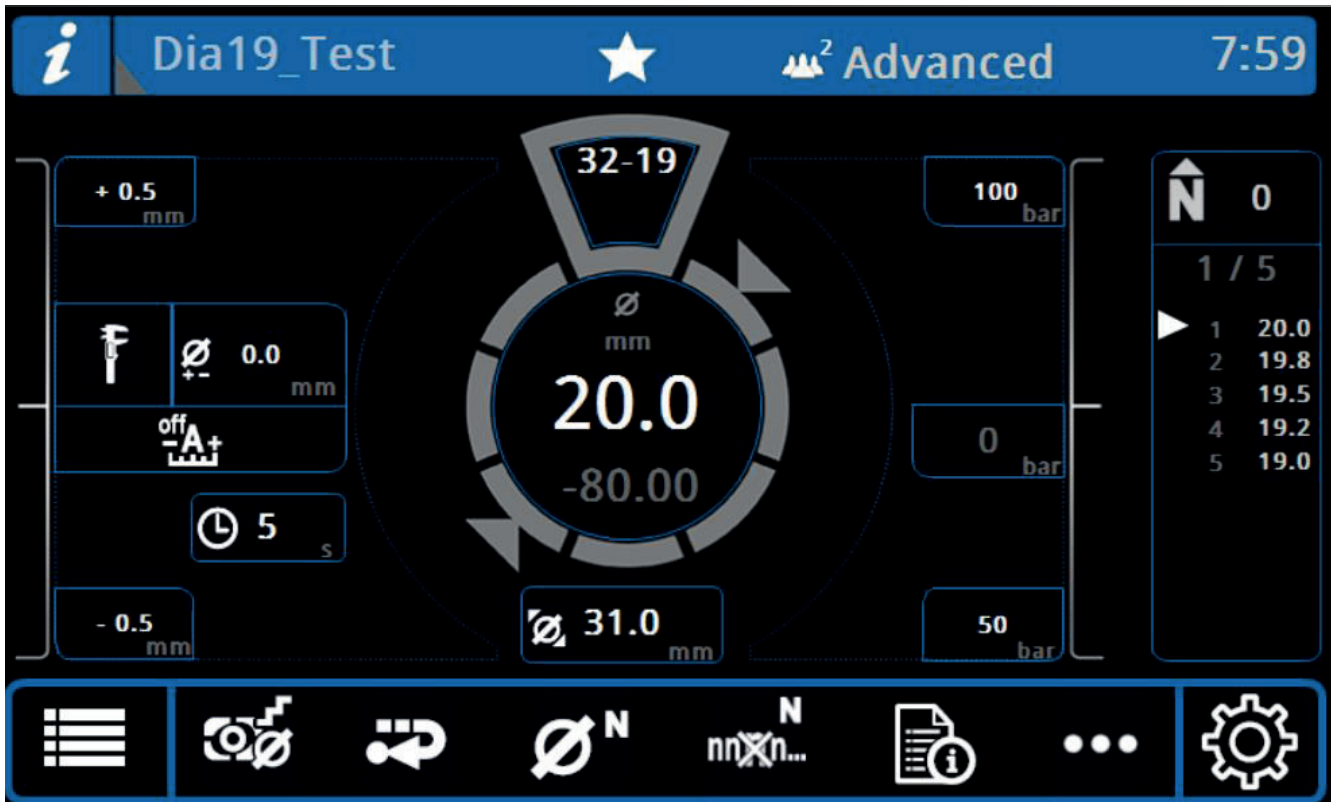 i Dia19_Test 2 Advanced 7:59
32-19
+ 0.5 mm
100 bar
N 0
1 / 5
1 20.0
2 19.8
3 19.5
4 19.2
5 19.0
Ø mm
20.0
-80.00
Ø +- 0.0 mm
off -A+
0 bar
5 s
- 0.5 mm
Ø 31.0 mm
50 bar
Ø Ø N N nnn... i